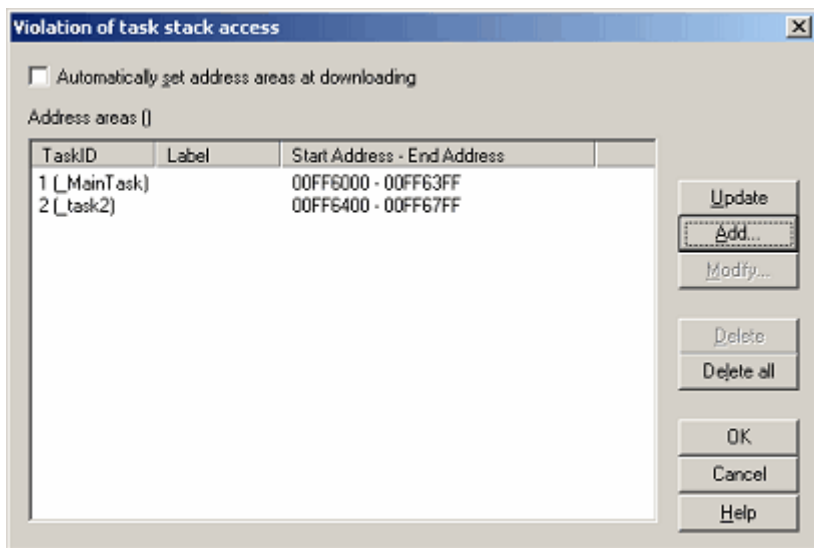 Violation of task stack access
Automatically set address areas at downloading
Address areas ()
TaskID Label Start Address - End Address
1 (_MainTask) 00FF6000 - 00FF63FF
2 (_task2) 00FF6400 - 00FF67FF
Update
Add...
Modify...
Delete
Delete all
OK
Cancel
Help